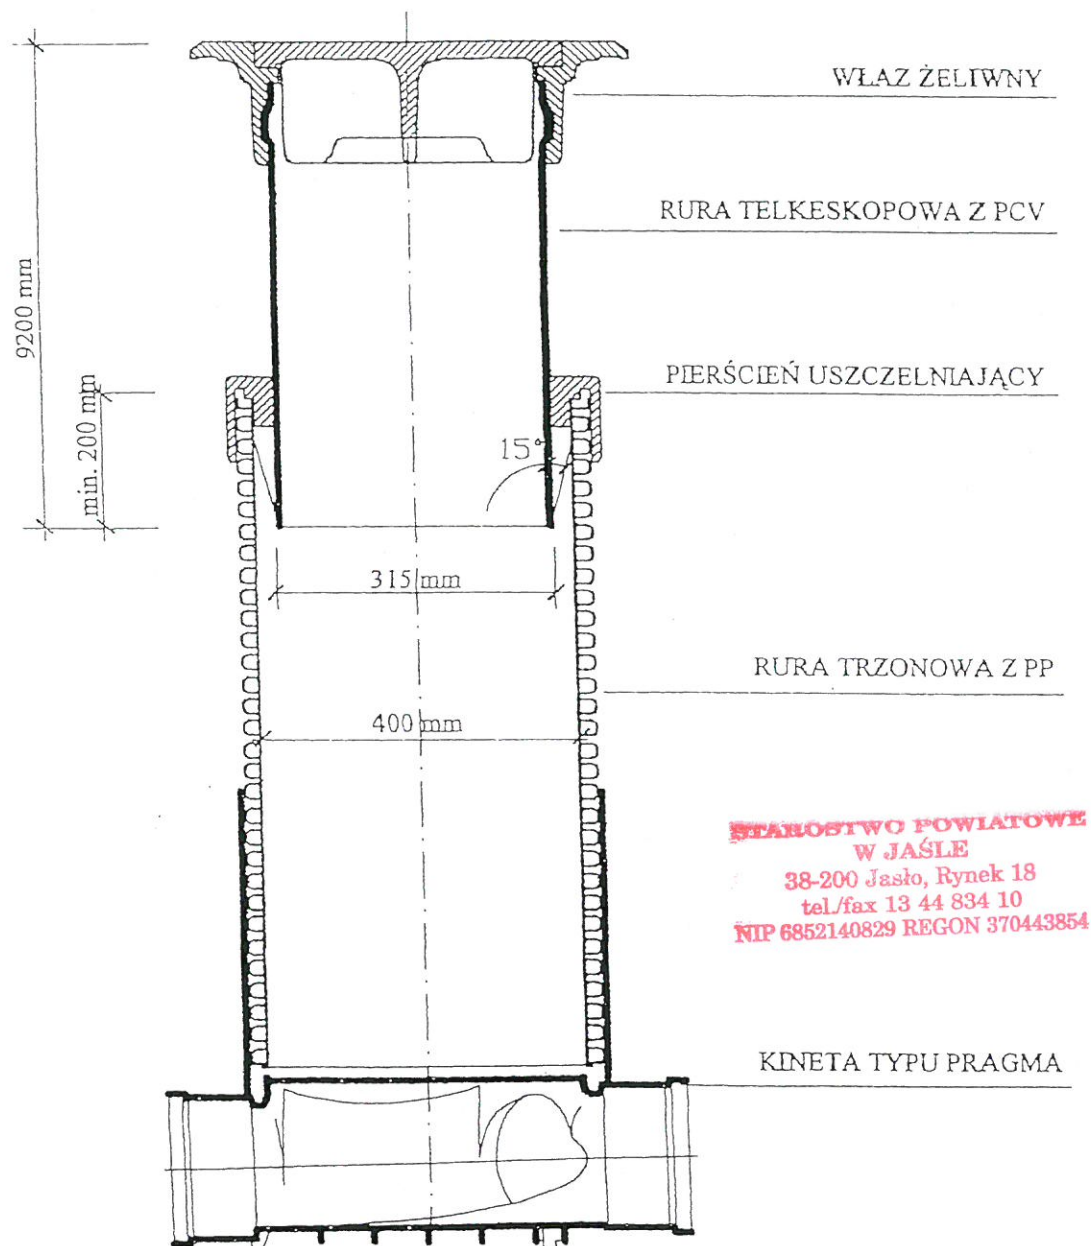 WŁAZ ŻELIWNY
RURA TELKESKOPOWA Z PCV
9200 mm
PIERŚCIEŃ USZCZELNIAJĄCY
min. 200 mm
15°
315 mm
RURA TRZONOWA Z PP
400 mm
STAROSTWO POWIATOWE
W JAŚLE
38-200 Jasło, Rynek 18
tel./fax 13 44 834 10
NIP 6852140829 REGON 370443854
KINETA TYPU PRAGMA